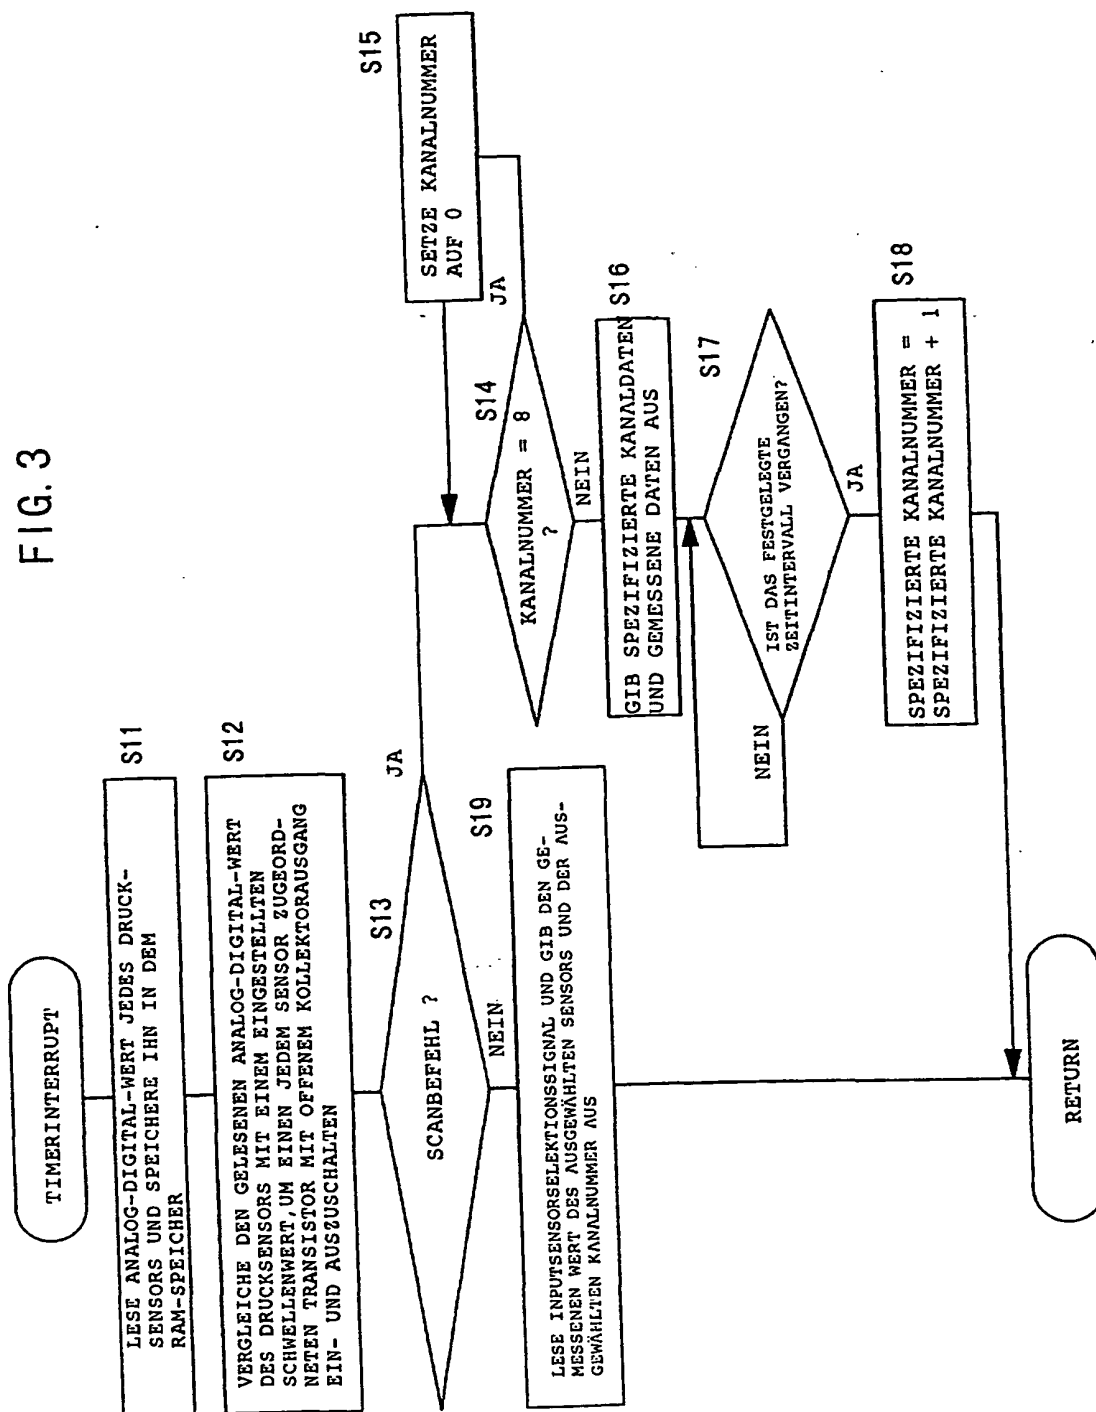 FIG. 3
TIMERINTERRUPT
S11
LESE ANALOG-DIGITAL-WERT JEDES DRUCK-
SENSORS UND SPEICHERE IHN IN DEM
RAM-SPEICHER
S12
VERGLEICHE DEN GELESENEN ANALOG-DIGITAL-WERT
DES DRUCKSENSORS MIT EINEM EINGESTELLTEN
SCHWELLENWERT, UM EINEN JEDEM SENSOR ZUGEORD-
NETEN TRANSISTOR MIT OFFENEM KOLLEKTORAUSGANG
EIN- UND AUSZUSCHALTEN
S13
SCANBEFEHL ?
JA
NEIN
S19
LESE INPUTSENSORSELEKTIONSSIGNAL UND GIB DEN GE-
MESSENEN WERT DES AUSGEWÄHLTEN SENSORS UND DER AUS-
GEWÄHLTEN KANALNUMMER AUS
S14
KANALNUMMER = 8
?
JA
NEIN
S15
SETZE KANALNUMMER
AUF 0
S16
GIB SPEZIFIZIERTE KANALDATEN
UND GEMESSENE DATEN AUS
S17
IST DAS FESTGELEGTE
ZEITINTERVALL VERGANGEN?
NEIN
JA
S18
SPEZIFIZIERTE KANALNUMMER =
SPEZIFIZIERTE KANALNUMMER + 1
RETURN